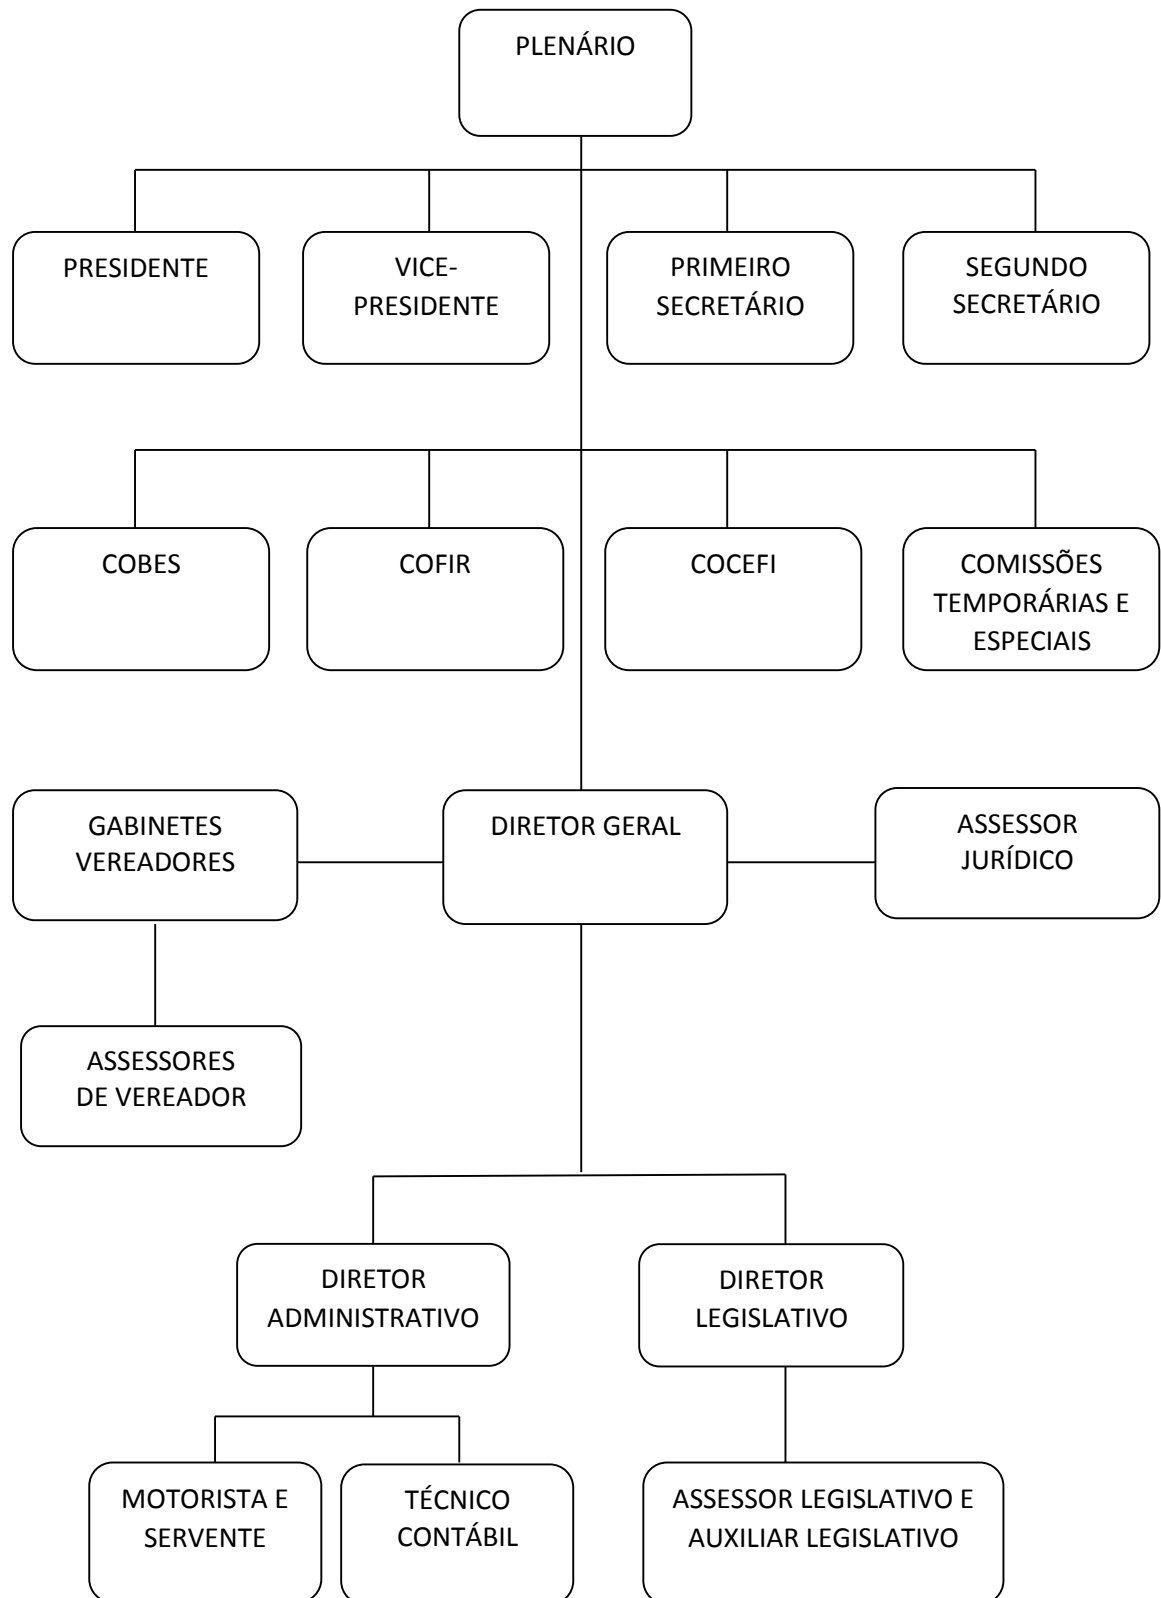 PLENÁRIO
PRESIDENTE
VICE-
PRESIDENTE
PRIMEIRO
SECRETÁRIO
SEGUNDO
SECRETÁRIO
COBES
COFIR
COCEFI
COMISSÕES
TEMPORÁRIAS E
ESPECIAIS
GABINETES
VEREADORES
DIRETOR GERAL
ASSESSOR
JURÍDICO
ASSESSORES
DE VEREADOR
DIRETOR
ADMINISTRATIVO
DIRETOR
LEGISLATIVO
MOTORISTA E
SERVENTE
TÉCNICO
CONTÁBIL
ASSESSOR LEGISLATIVO E
AUXILIAR LEGISLATIVO